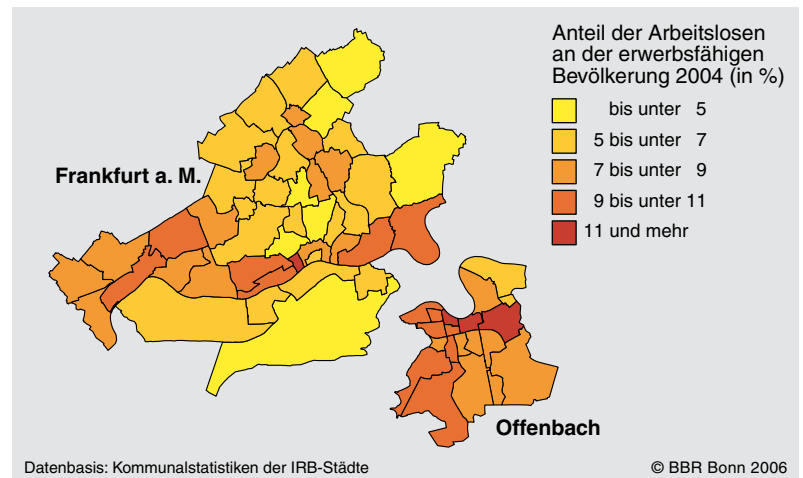 Anteil der Arbeitslosen
an der erwerbsfähigen
Bevölkerung 2004 (in %)
bis unter 5
5 bis unter 7
7 bis unter 9
9 bis unter 11
11 und mehr
Frankfurt a. M.
Offenbach
Datenbasis: Kommunalstatistiken der IRB-Städte
© BBR Bonn 2006